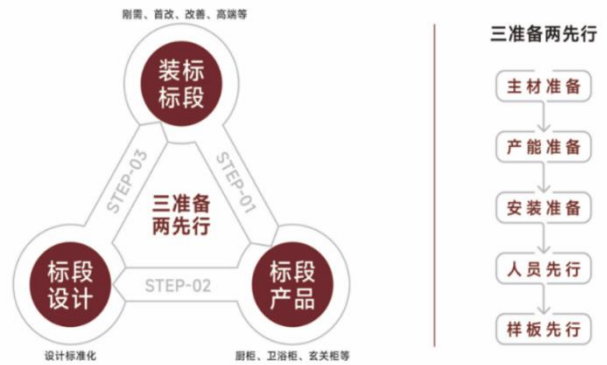 刚需、首改、改善、高端等
装标
标段
STEP-03
STEP-01
三准备
两先行
标段
设计
STEP-02
标段
产品
设计标准化
厨柜、卫浴柜、玄关柜等
三准备两先行
主材准备
产能准备
安装准备
人员先行
样板先行